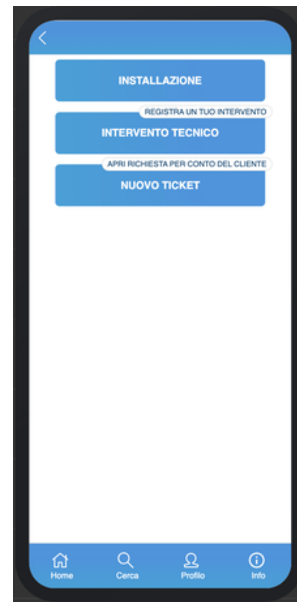 INSTALLAZIONE
REGISTRA UN TUO INTERVENTO
INTERVENTO TECNICO
APRI RICHIESTA PER CONTO DEL CLIENTE
NUOVO TICKET
Home Cerca Profilo Info